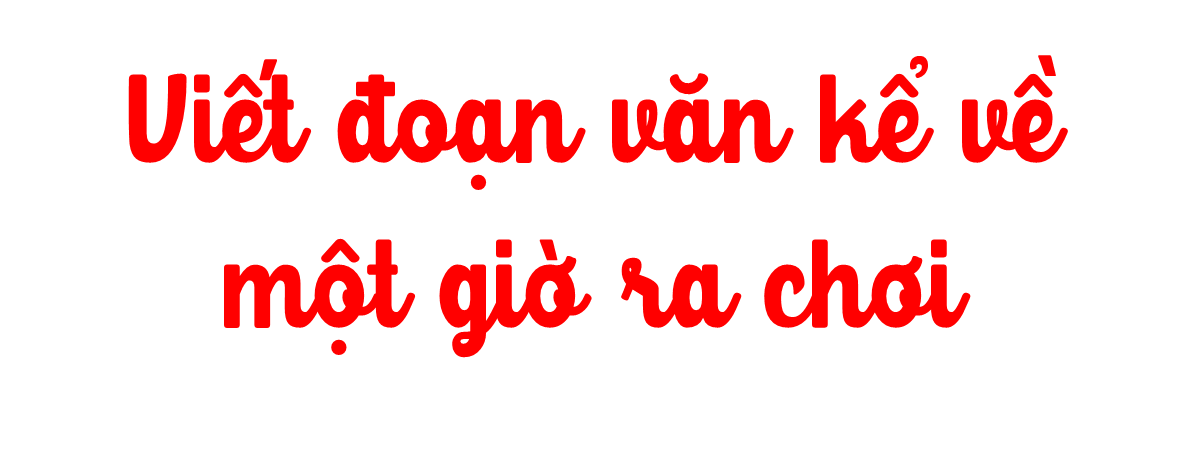 Viết đoạn văn kể về
một giờ ra chơi